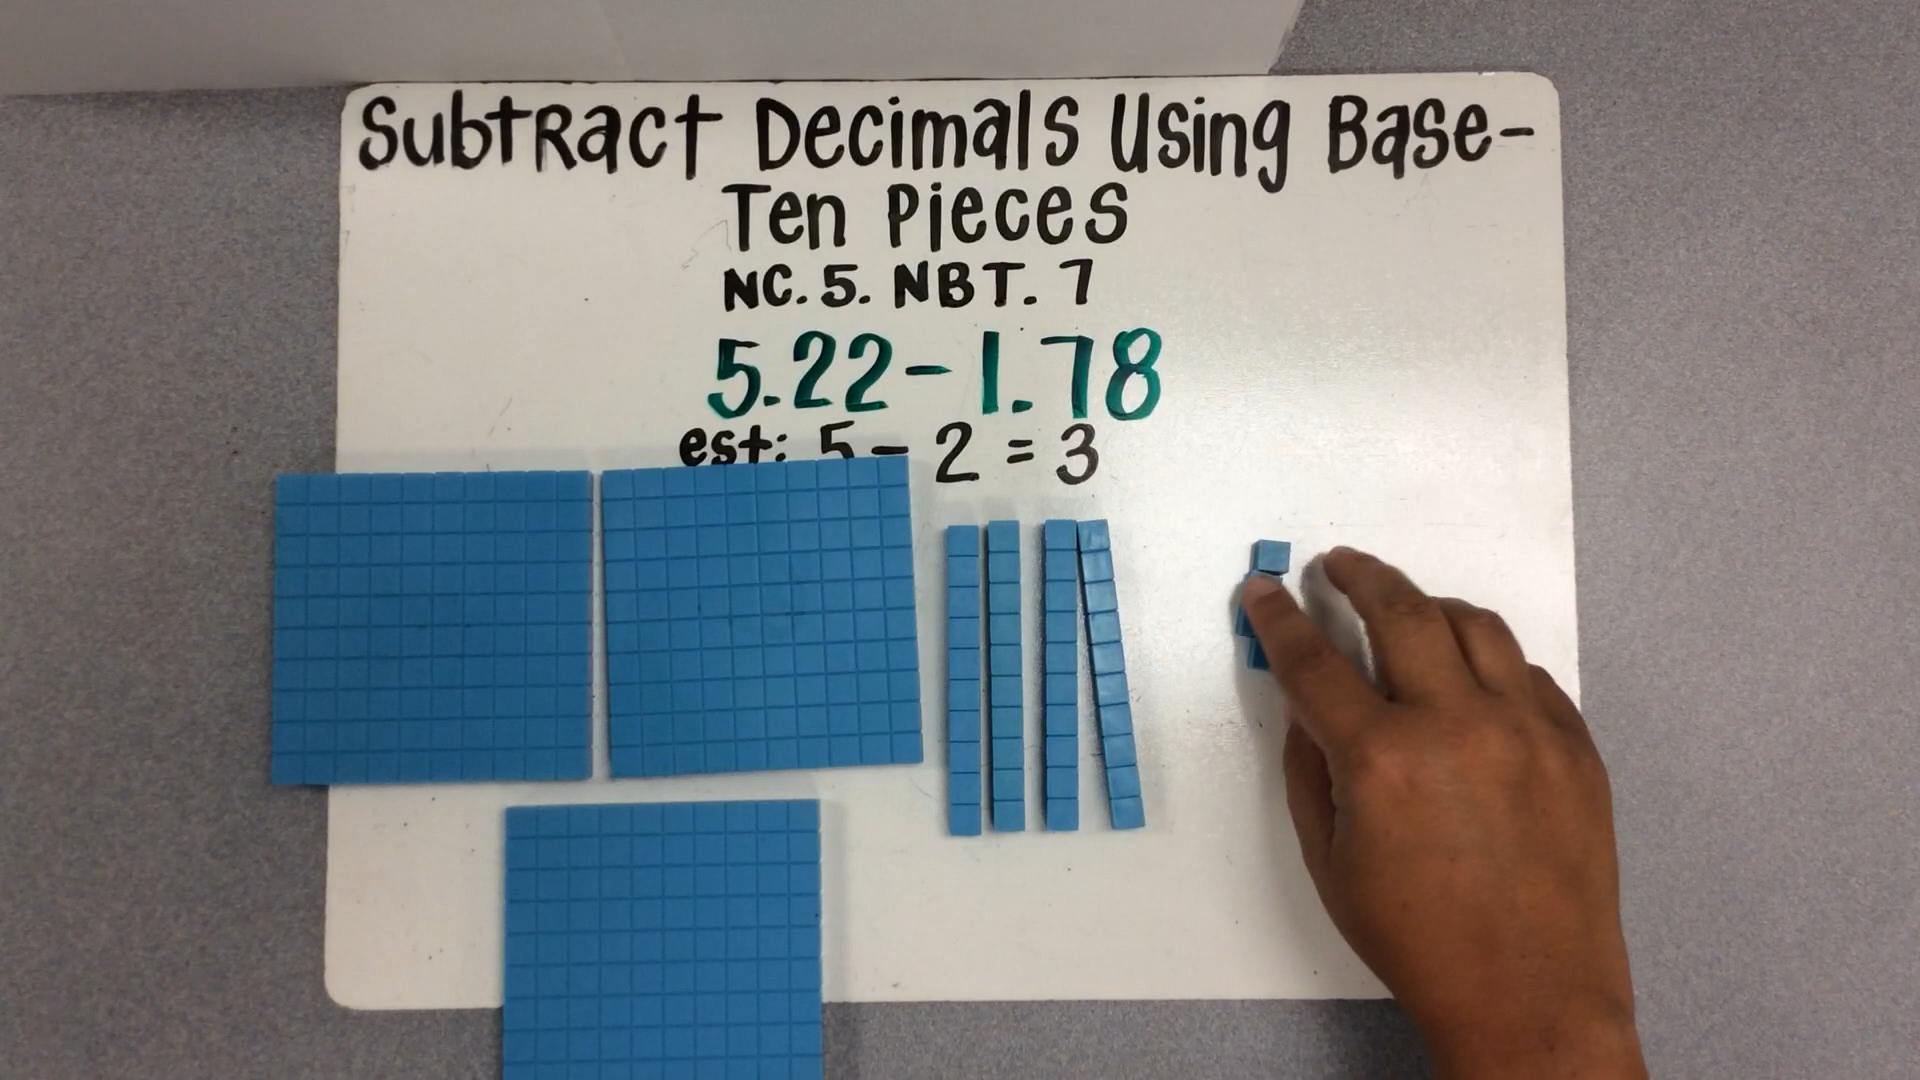 Subtract Decimals Using Base-
Ten Pieces
NC.5.NBT.7
5.22-1.78
est: 5-2=3